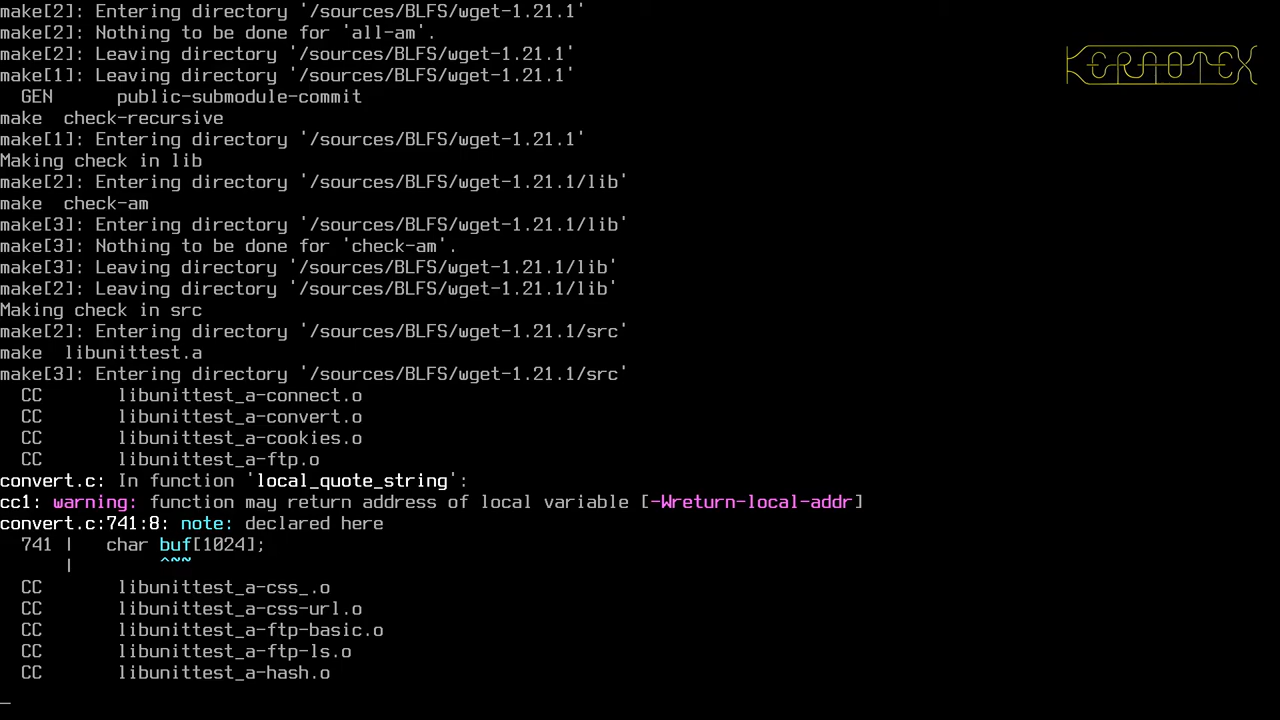 make[2]: Entering directory '/sources/BLFS/wget-1.21.1'
make[2]: Nothing to be done for 'all-am'.
make[2]: Leaving directory '/sources/BLFS/wget-1.21.1'
make[1]: Leaving directory '/sources/BLFS/wget-1.21.1'
  GEN      public-submodule-commit
make  check-recursive
make[1]: Entering directory '/sources/BLFS/wget-1.21.1'
Making check in lib
make[2]: Entering directory '/sources/BLFS/wget-1.21.1/lib'
make  check-am
make[3]: Entering directory '/sources/BLFS/wget-1.21.1/lib'
make[3]: Nothing to be done for 'check-am'.
make[3]: Leaving directory '/sources/BLFS/wget-1.21.1/lib'
make[2]: Leaving directory '/sources/BLFS/wget-1.21.1/lib'
Making check in src
make[2]: Entering directory '/sources/BLFS/wget-1.21.1/src'
make  libunittest.a
make[3]: Entering directory '/sources/BLFS/wget-1.21.1/src'
  CC       libunittest_a-connect.o
  CC       libunittest_a-convert.o
  CC       libunittest_a-cookies.o
  CC       libunittest_a-ftp.o
convert.c: In function 'local_quote_string':
cc1: warning: function may return address of local variable [-Wreturn-local-addr]
convert.c:741:8: note: declared here
  741 |   char buf[1024];
      |        ^~~
  CC       libunittest_a-css_.o
  CC       libunittest_a-css-url.o
  CC       libunittest_a-ftp-basic.o
  CC       libunittest_a-ftp-ls.o
  CC       libunittest_a-hash.o